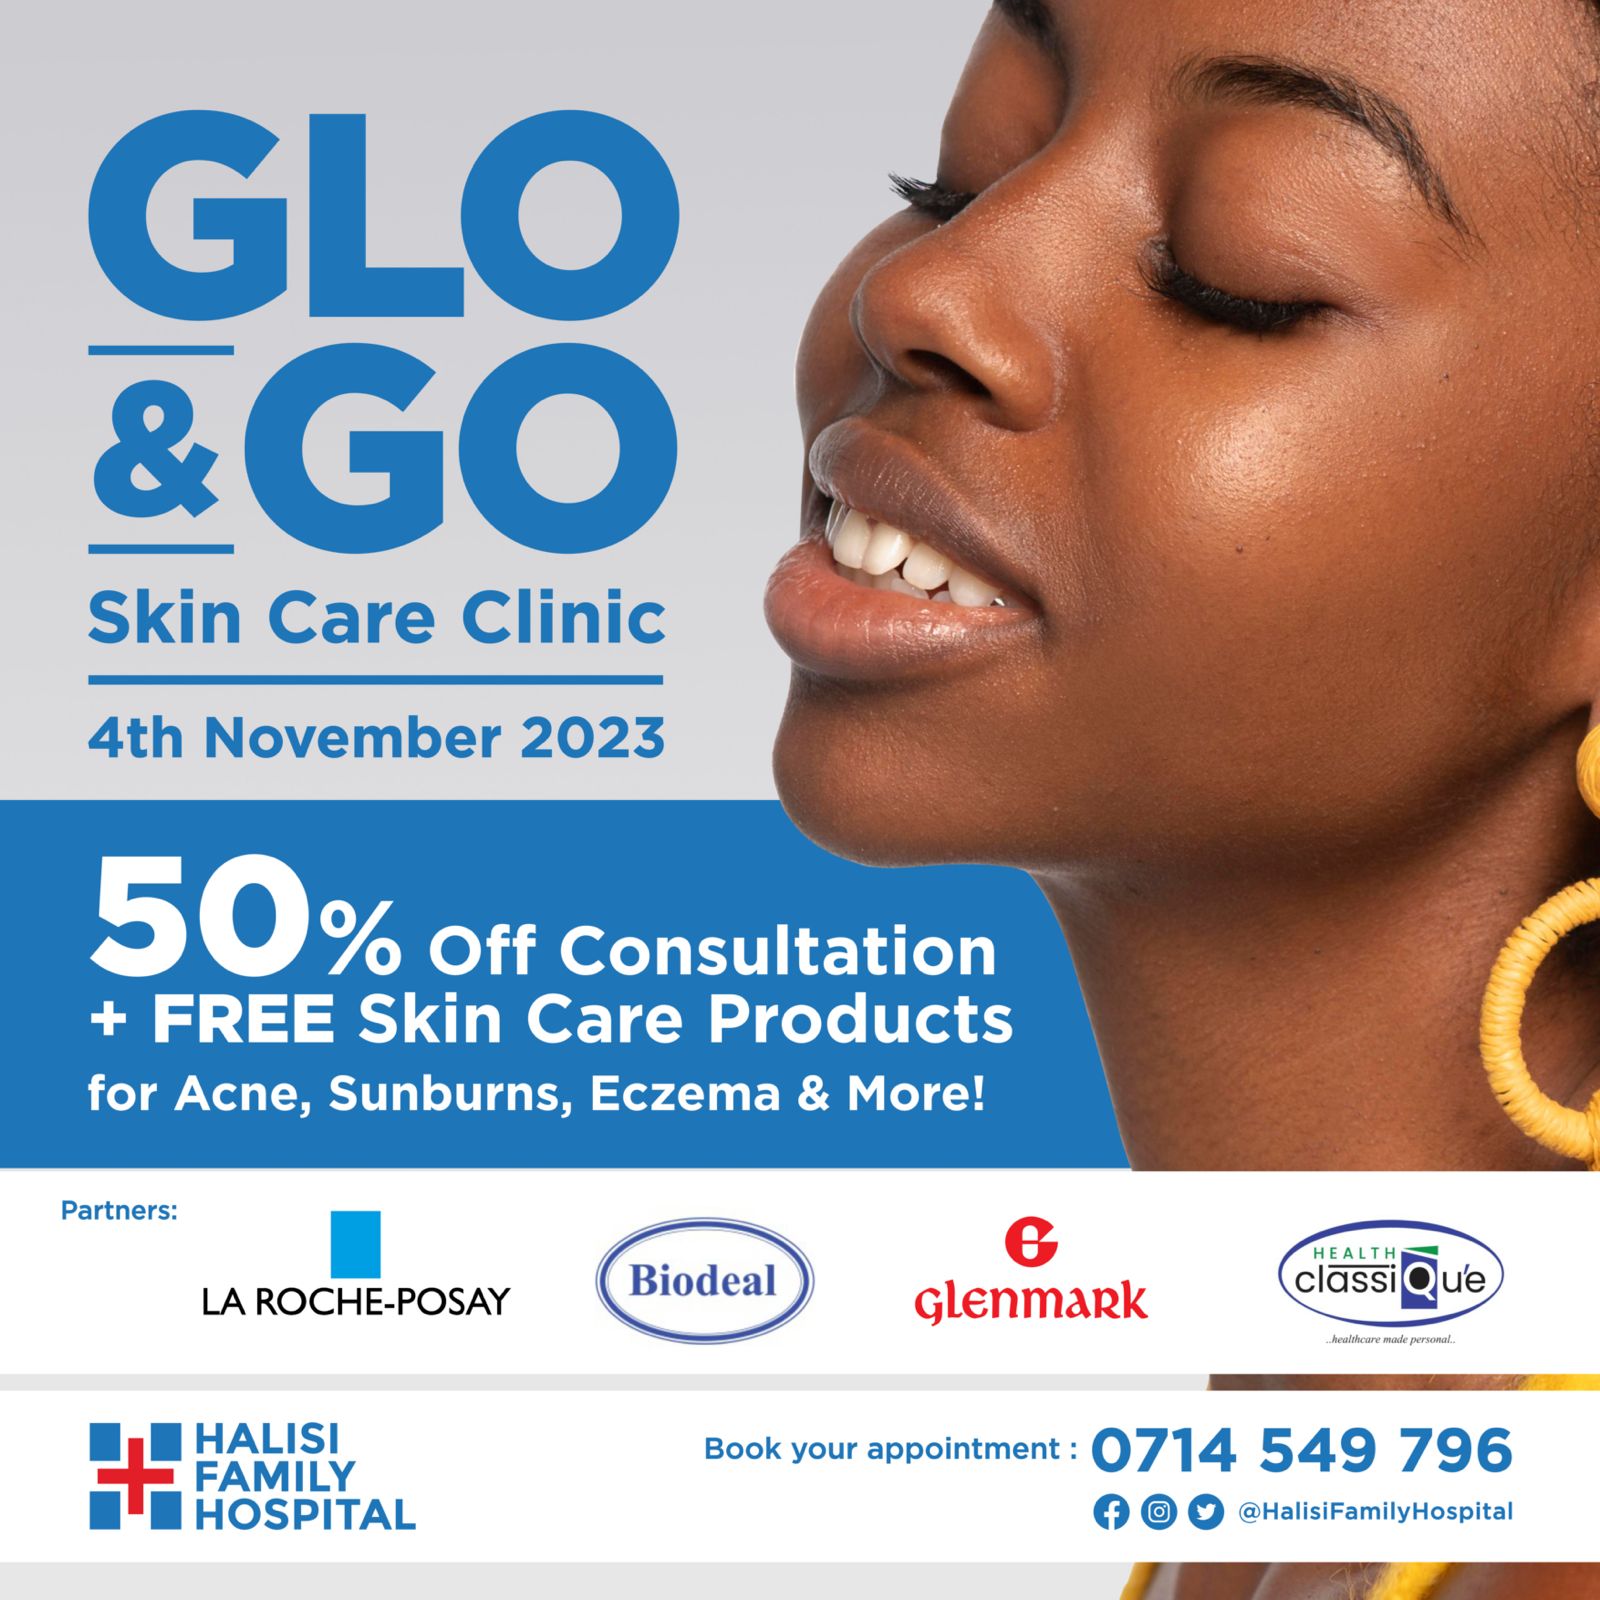 GLO
& GO
Skin Care Clinic
4th November 2023
50% Off Consultation
+ FREE Skin Care Products
for Acne, Sunburns, Eczema & More!
Partners:
LA ROCHE-POSAY
Biodeal
glenmark
HEALTH
classiQue
..healthcare made personal..
HALISI
FAMILY
HOSPITAL
Book your appointment : 0714 549 796
@HalisiFamilyHospital